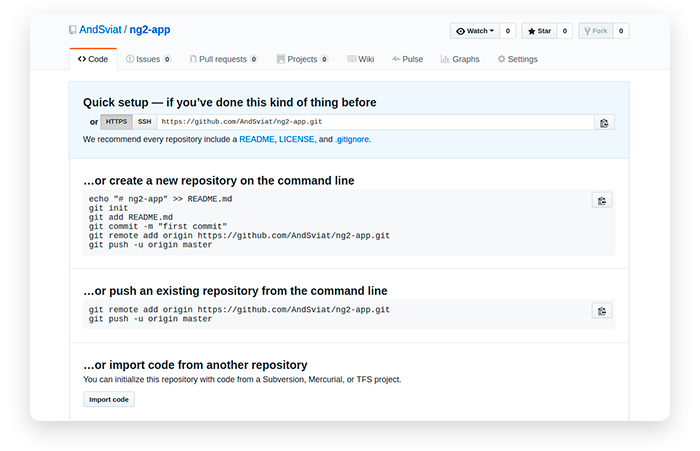 AndSviat / ng2-app
Watch 0 Star 0 Fork 0
Code Issues 0 Pull requests 0 Projects 0 Wiki Pulse Graphs Settings
Quick setup — if you've done this kind of thing before
or HTTPS SSH https://github.com/AndSviat/ng2-app.git
We recommend every repository include a README, LICENSE, and .gitignore.
…or create a new repository on the command line
echo "# ng2-app" >> README.md
git init
git add README.md
git commit -m "first commit"
git remote add origin https://github.com/AndSviat/ng2-app.git
git push -u origin master
…or push an existing repository from the command line
git remote add origin https://github.com/AndSviat/ng2-app.git
git push -u origin master
…or import code from another repository
You can initialize this repository with code from a Subversion, Mercurial, or TFS project.
Import code